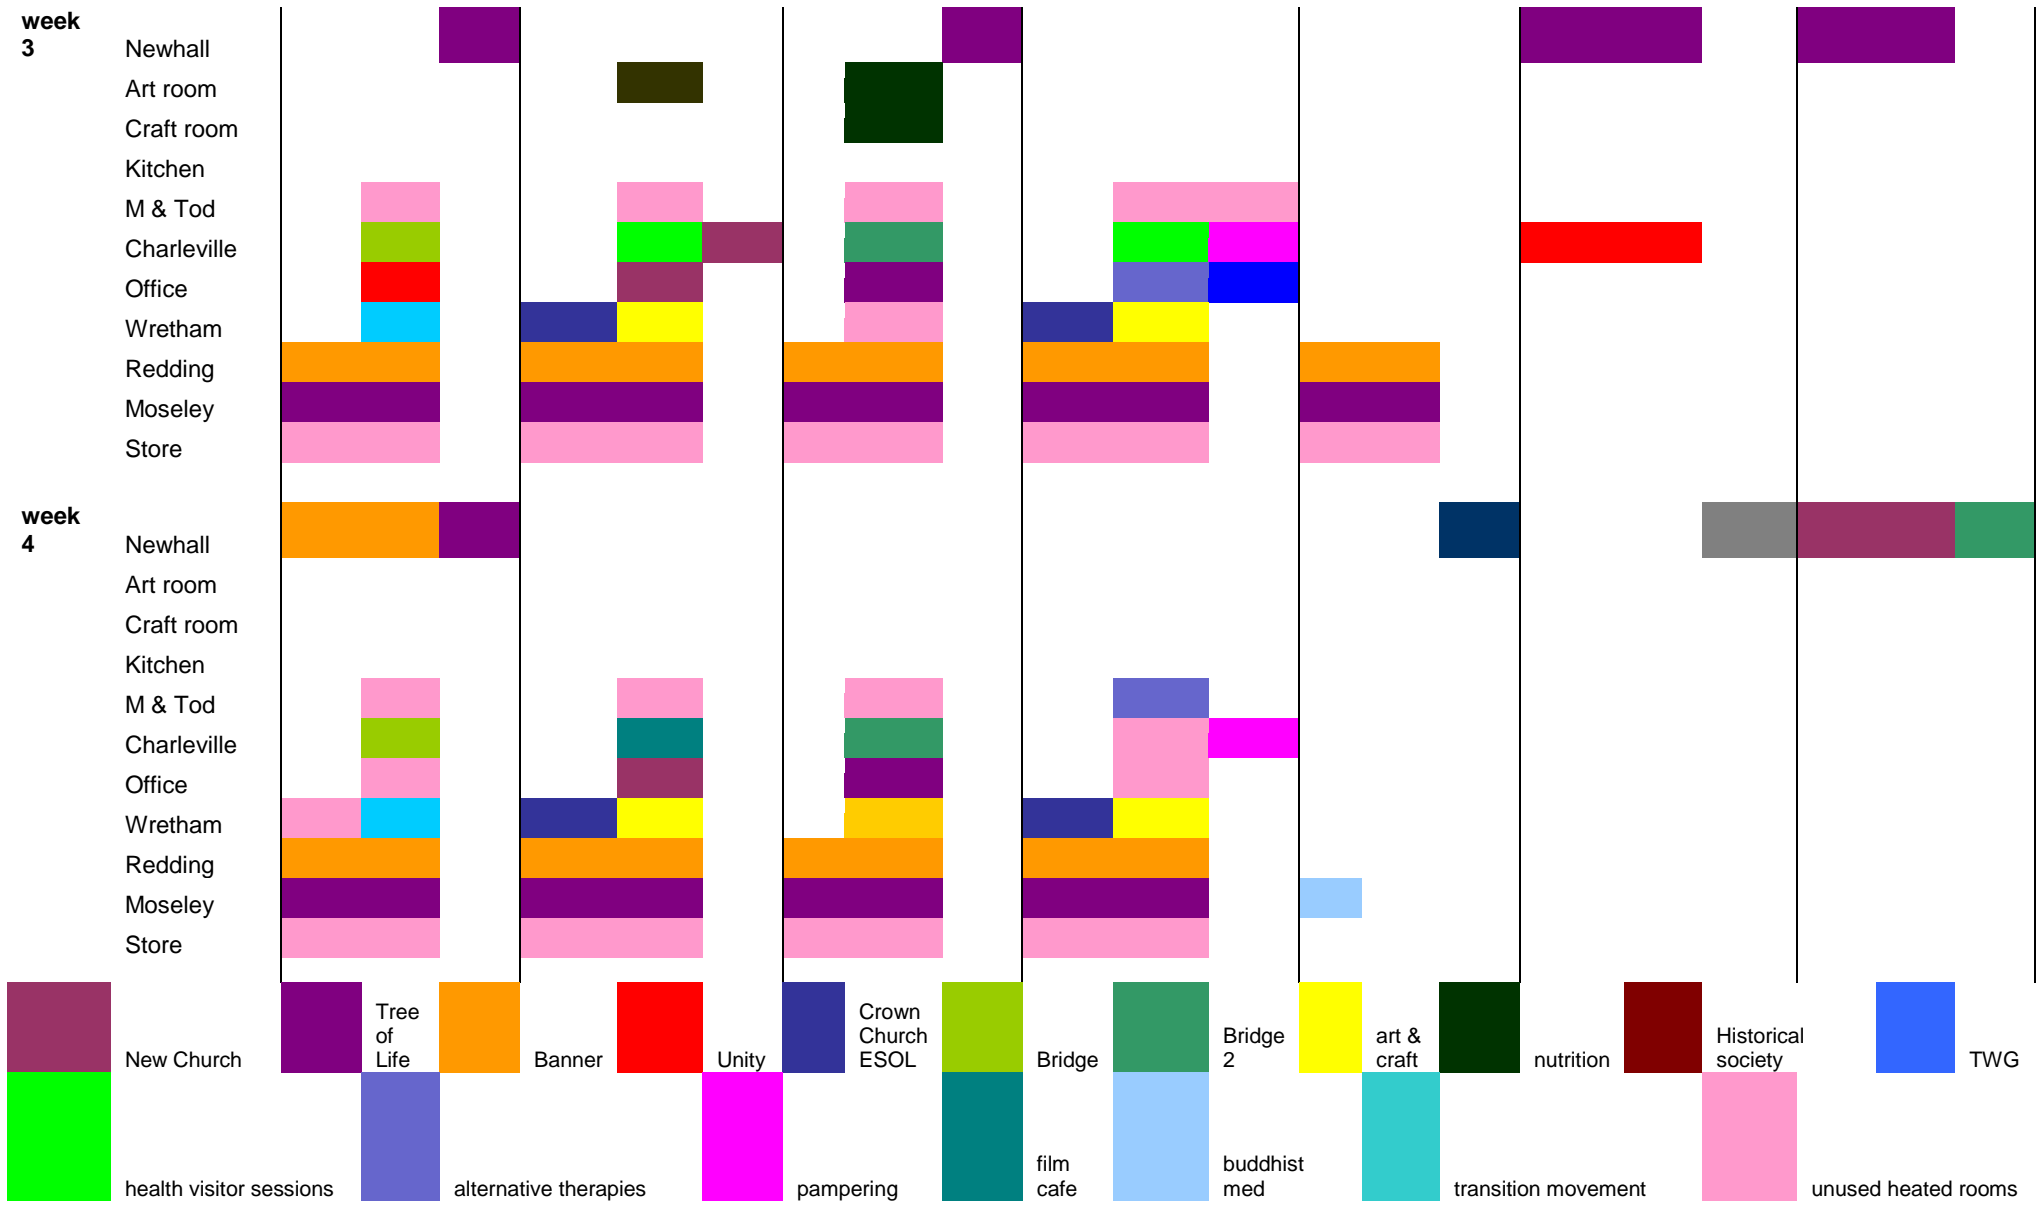 week
3
Newhall
Art room
Craft room
Kitchen
M & Tod
Charleville
Office
Wretham
Redding
Moseley
Store
week
4
Newhall
Art room
Craft room
Kitchen
M & Tod
Charleville
Office
Wretham
Redding
Moseley
Store
New Church
Tree
of
Life
Banner
Unity
Crown
Church
ESOL
Bridge
Bridge
2
art &
craft
nutrition
Historical
society
TWG
health visitor sessions
alternative therapies
pampering
film
cafe
buddhist
med
transition movement
unused heated rooms